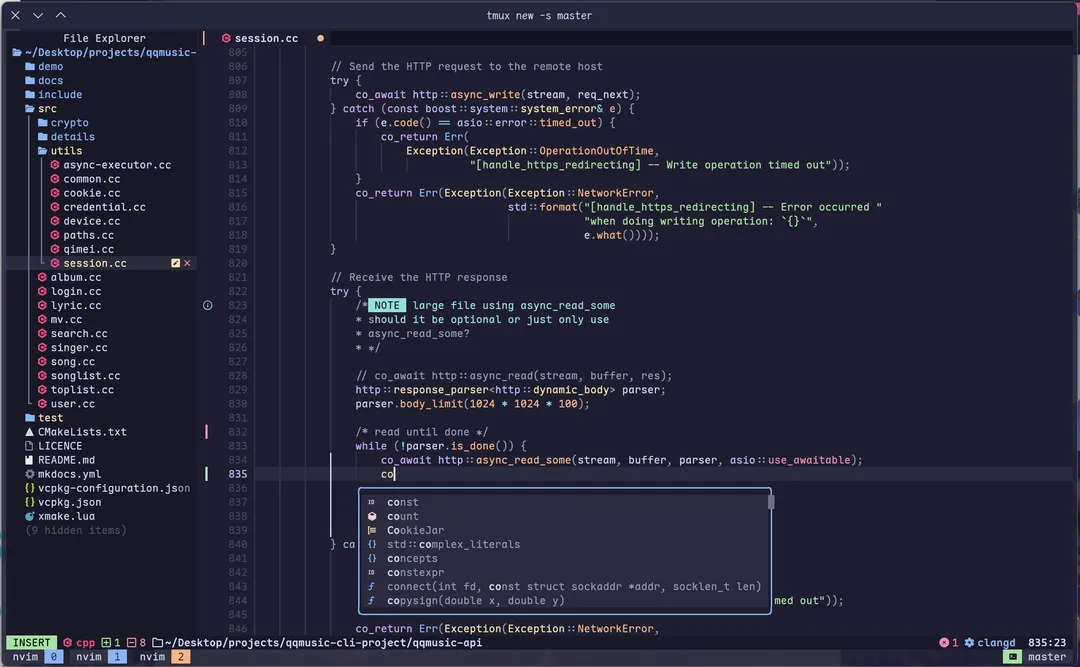 tmux new -s master
File Explorer
~/Desktop/projects/qqmusic-
demo
docs
include
src
crypto
details
utils
async-executor.cc
common.cc
cookie.cc
credential.cc
device.cc
paths.cc
qimei.cc
session.cc
album.cc
login.cc
lyric.cc
mv.cc
search.cc
singer.cc
song.cc
songlist.cc
toplist.cc
user.cc
test
CMakeLists.txt
LICENCE
README.md
mkdocs.yml
vcpkg-configuration.json
vcpkg.json
xmake.lua
(9 hidden items)
session.cc
805
806 // Send the HTTP request to the remote host
807 try {
808 co_await http::async_write(stream, req_next);
809 } catch (const boost::system::system_error& e) {
810 if (e.code() == asio::error::timed_out) {
811 co_return Err(
812 Exception(Exception::OperationOutOfTime,
813 "[handle_https_redirecting] -- Write operation timed out"));
814 }
815 co_return Err(Exception(Exception::NetworkError,
816 std::format("[handle_https_redirecting] -- Error occurred "
817 "when doing writing operation: `{}`",
818 e.what())));
819 }
820
821 // Receive the HTTP response
822 try {
823 /* NOTE large file using async_read_some
824 * should it be optional or just only use
825 * async_read_some?
826 * */
827
828 // co_await http::async_read(stream, buffer, res);
829 http::response_parser<http::dynamic_body> parser;
830 parser.body_limit(1024 * 1024 * 100);
831
832 /* read until done */
833 while (!parser.is_done()) {
834 co_await http::async_read_some(stream, buffer, parser, asio::use_awaitable);
835 co
836
837 const
838 count
839 CookieJar
840 } ca std::complex_literals
841 concepts
842 constexpr
843 connect(int fd, const struct sockaddr *addr, socklen_t len)
844 copysign(double x, double y) med out"));
845
846 co_return Err(Exception(Exception::NetworkError,
INSERT cpp 1 8 ~/Desktop/projects/qqmusic-cli-project/qqmusic-api 1 clangd 835:23
nvim 0 nvim 1 nvim 2 master